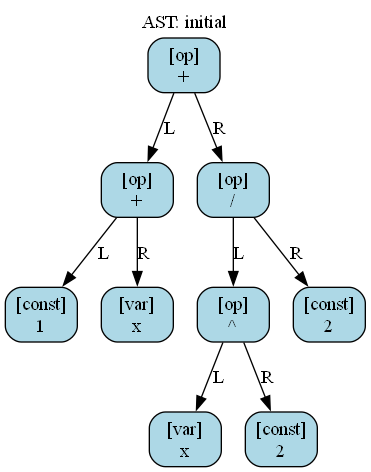 AST: initial
[op]
+
L
R
[op]
+
[op]
/
L
R
L
R
[const]
1
[var]
x
[op]
^
[const]
2
L
R
[var]
x
[const]
2